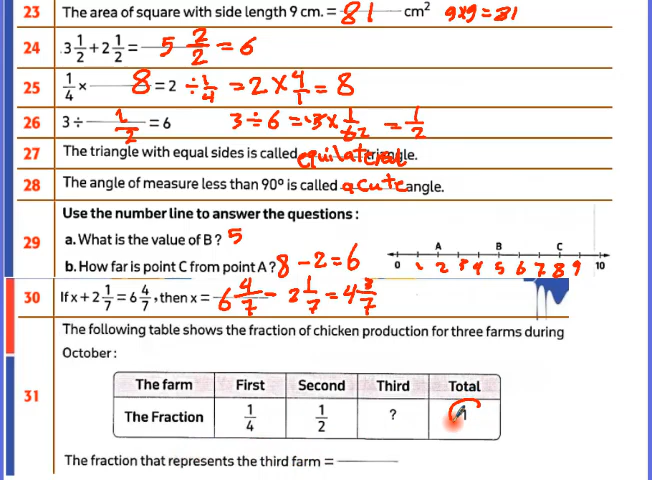 23 The area of square with side length 9 cm. = 81 cm² 9×9=81
24 3 1/2 + 2 1/2 = 5 2/2 = 6
25 1/4 × 8 = 2 ÷ 1/4 = 2 × 4/1 = 8
26 3 ÷ 1/2 = 6 3 ÷ 6 = 3 × 1/6 2 = 1/2
27 The triangle with equal sides is called equilateral triangle.
28 The angle of measure less than 90° is called acute angle.
Use the number line to answer the questions :
29 a. What is the value of B ? 5
A B C
b. How far is point C from point A ? 8 - 2 = 6
0 1 2 3 4 5 6 7 8 9 10
30 If x + 2 1/7 = 6 4/7, then x = 6 4/7 - 2 1/7 = 4 3/7
The following table shows the fraction of chicken production for three farms during
October :
31
The farm First Second Third Total
The Fraction 1/4 1/2 ? 1
The fraction that represents the third farm =